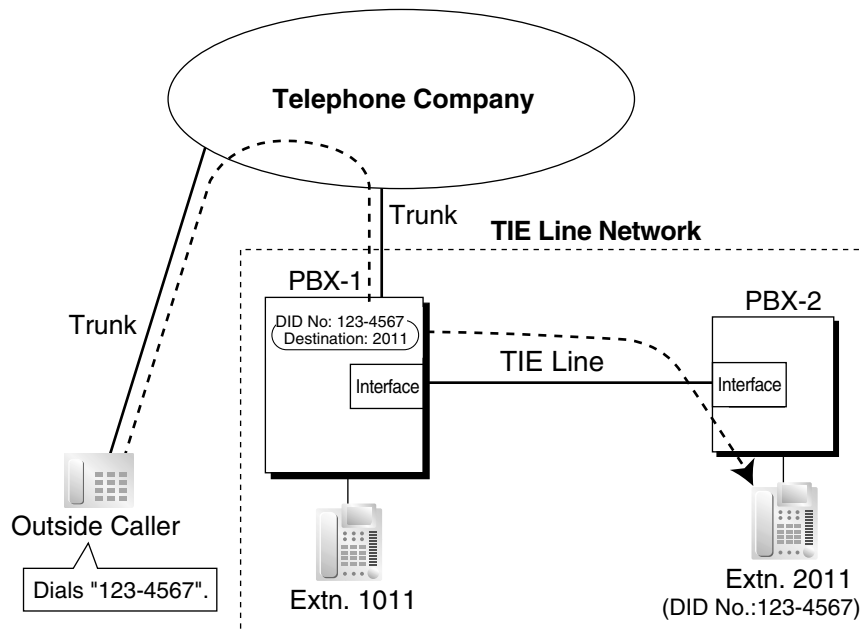 Telephone Company
Trunk
TIE Line Network
PBX-1
PBX-2
DID No: 123-4567
Destination: 2011
Trunk
TIE Line
Interface
Interface
Outside Caller
Dials "123-4567".
Extn. 1011
Extn. 2011
(DID No.:123-4567)